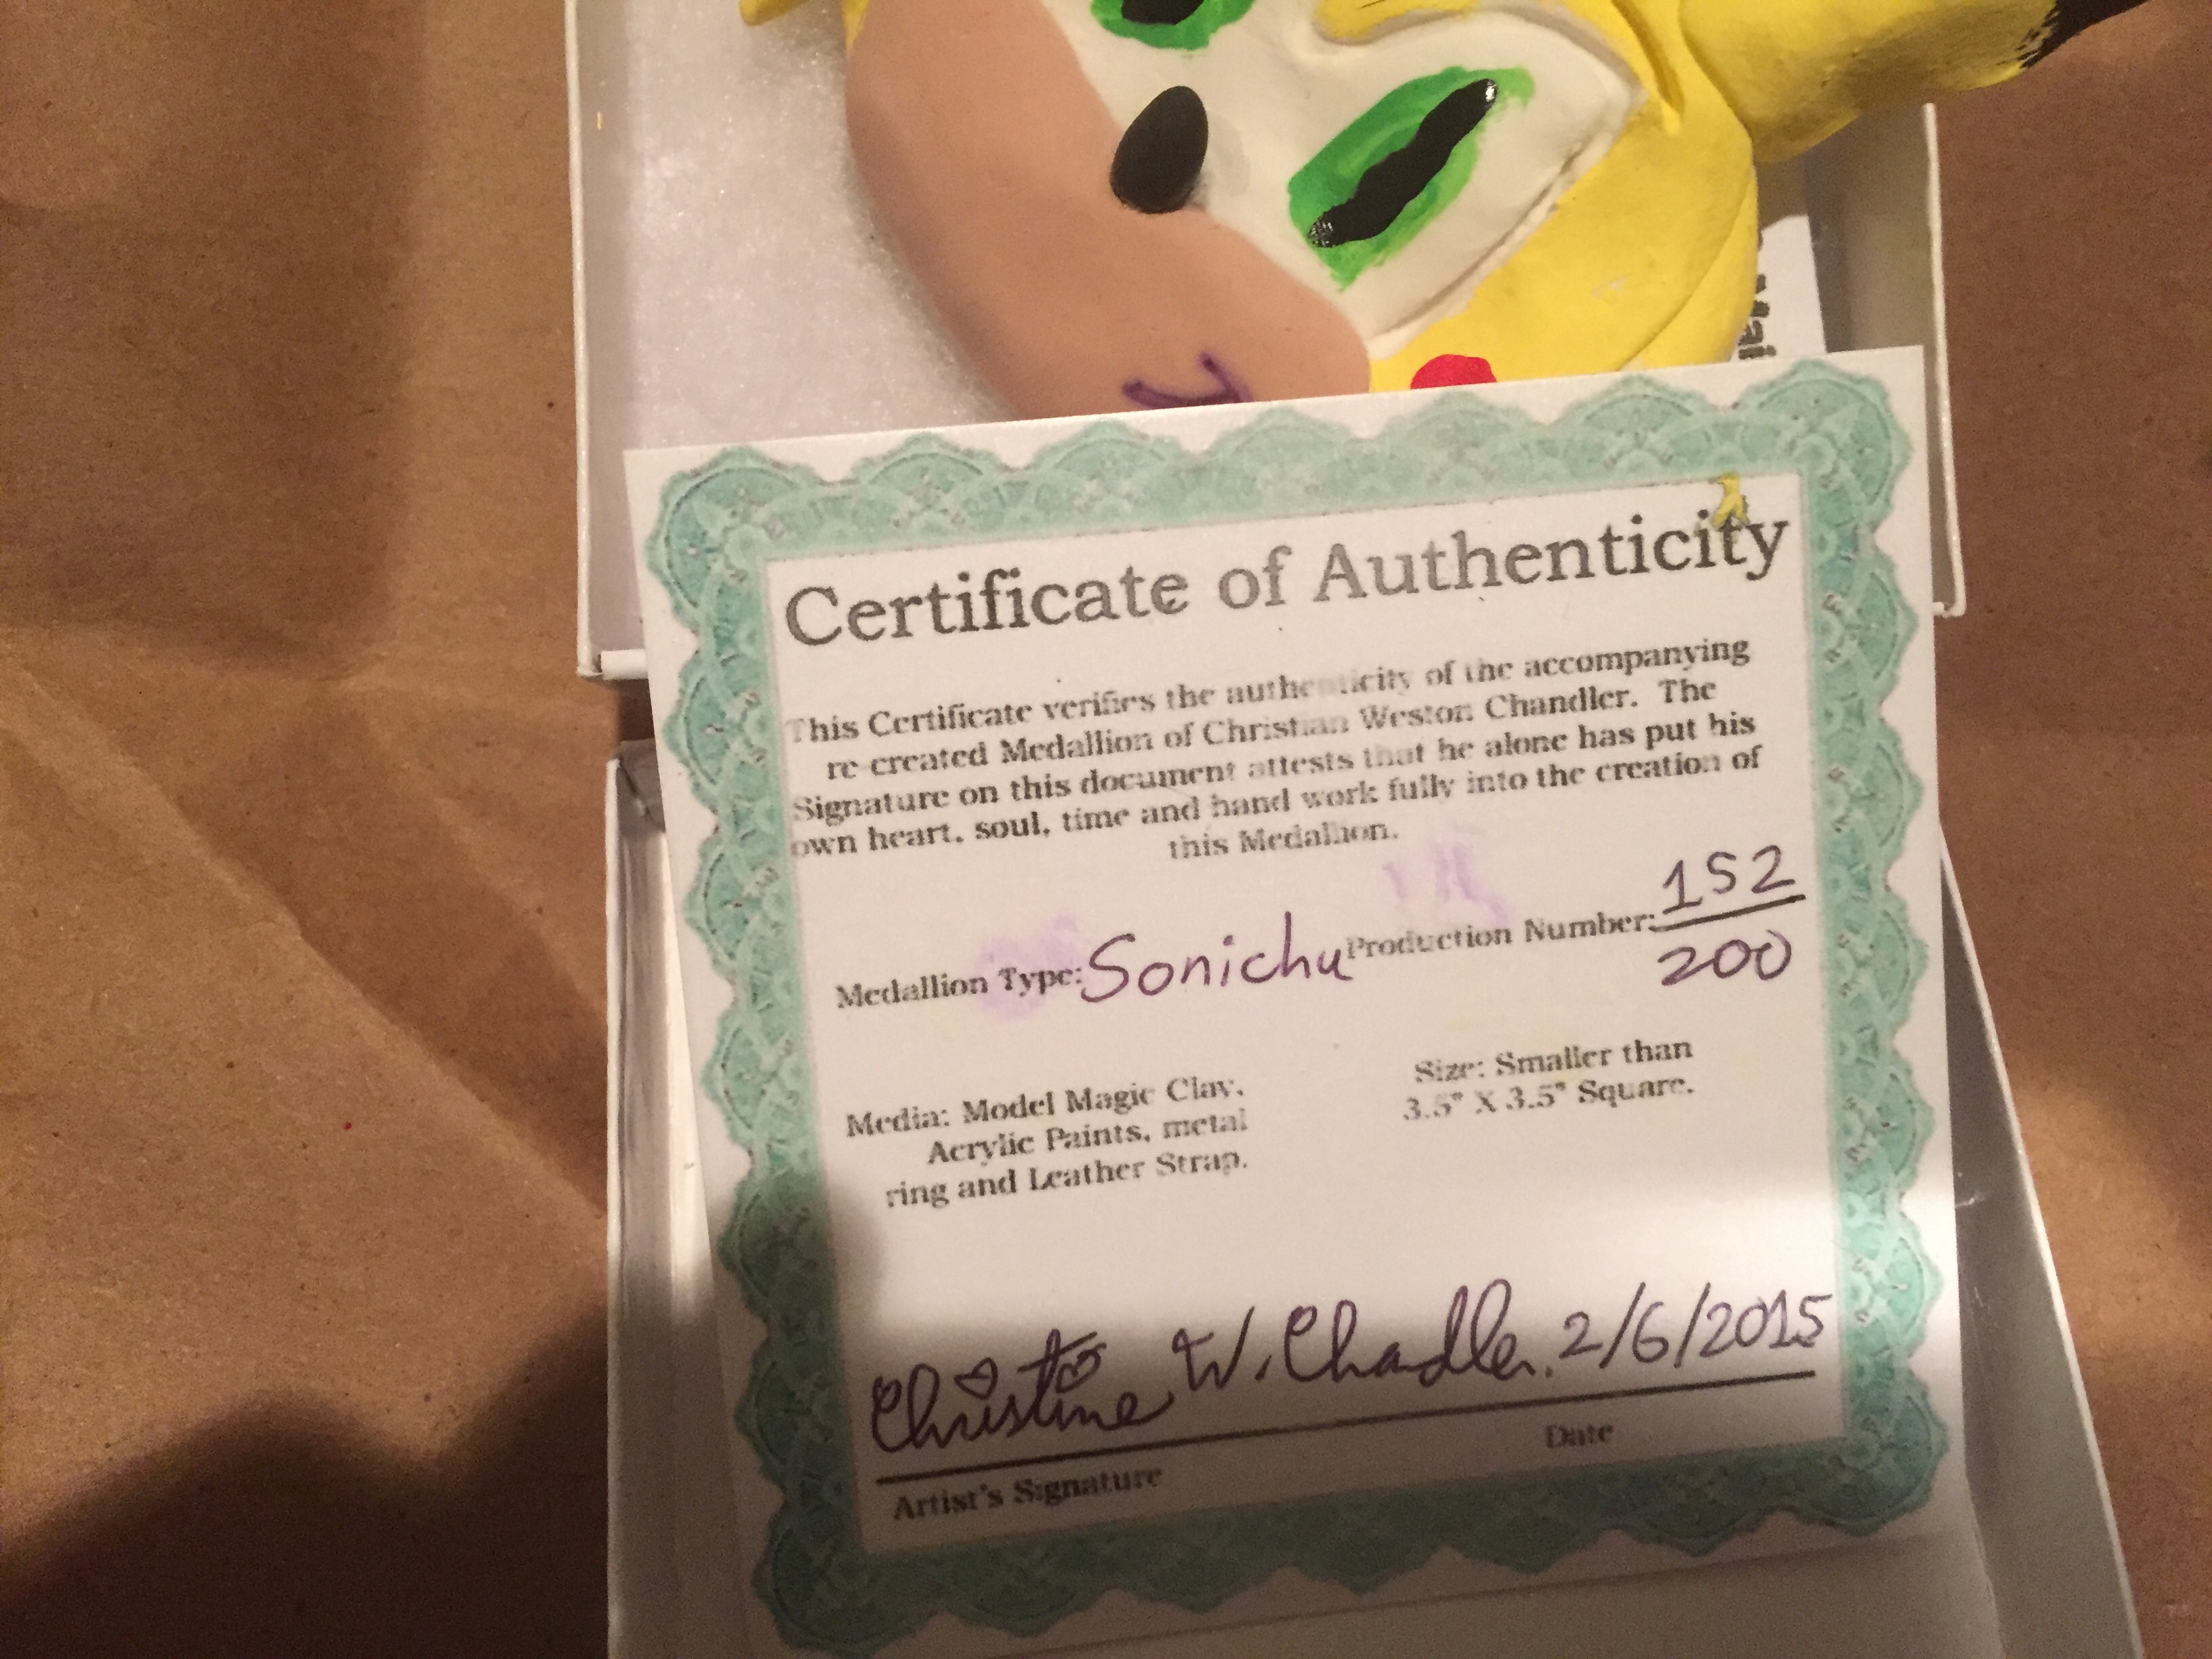 Mai
Certificate of Authenticity
This Certificate verifies the authenticity of the accompanying
re-created Medallion of Christian Weston Chandler. The
Signature on this document attests that he alone has put his
own heart, soul, time and hand work fully into the creation of
this Medallion.
Medallion Type: Sonichu Production Number: 152
200
Media: Model Magic Clay,
Acrylic Paints, metal
ring and Leather Strap.
Size: Smaller than
3.5" X 3.5" Square.
Christine W. Chadler. 2/6/2015
Artist's Signature
Date